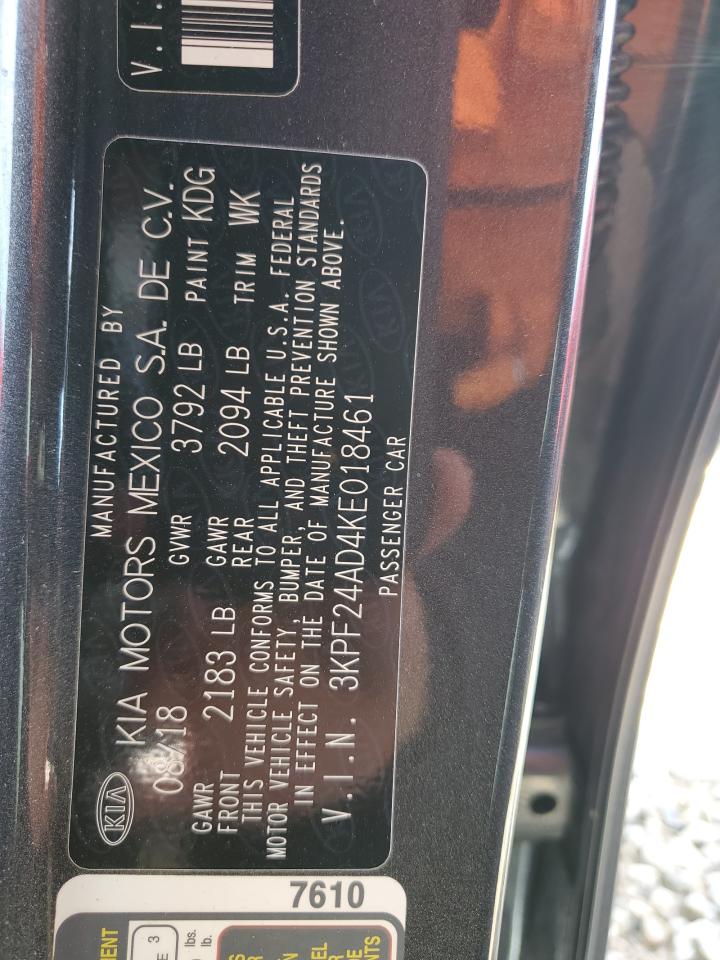 V.I.
KIA
MANUFACTURED BY
KIA MOTORS MEXICO S.A. DE C.V.
08/18 GVWR 3792 LB PAINT KDG
GAWR FRONT 2183 LB GAWR REAR 2094 LB TRIM WK
THIS VEHICLE CONFORMS TO ALL APPLICABLE U.S.A. FEDERAL
MOTOR VEHICLE SAFETY, BUMPER, AND THEFT PREVENTION STANDARDS
IN EFFECT ON THE DATE OF MANUFACTURE SHOWN ABOVE.
V.I.N. 3KPF24AD4KE018461
PASSENGER CAR
7610
3
lbs.
lb.